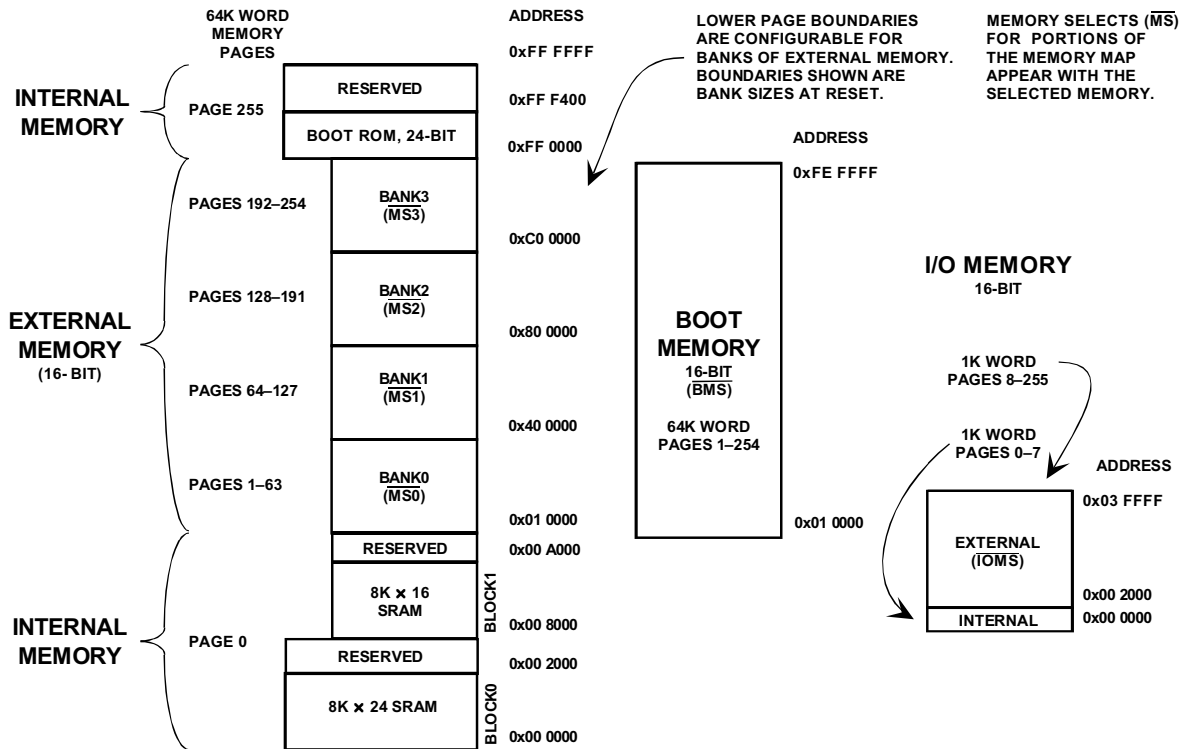 64K WORD
MEMORY
PAGES
ADDRESS
0xFF FFFF
LOWER PAGE BOUNDARIES
ARE CONFIGURABLE FOR
BANKS OF EXTERNAL MEMORY.
BOUNDARIES SHOWN ARE
BANK SIZES AT RESET.
MEMORY SELECTS (MS)
FOR PORTIONS OF
THE MEMORY MAP
APPEAR WITH THE
SELECTED MEMORY.
INTERNAL
MEMORY
PAGE 255
RESERVED
0xFF F400
BOOT ROM, 24-BIT
0xFF 0000
EXTERNAL
MEMORY
(16- BIT)
PAGES 192–254
BANK3
(MS3)
0xC0 0000
PAGES 128–191
BANK2
(MS2)
0x80 0000
PAGES 64–127
BANK1
(MS1)
0x40 0000
PAGES 1–63
BANK0
(MS0)
0x01 0000
INTERNAL
MEMORY
PAGE 0
RESERVED
0x00 A000
8K × 16
SRAM
BLOCK1
0x00 8000
RESERVED
0x00 2000
8K × 24 SRAM
BLOCK0
0x00 0000
ADDRESS
0xFE FFFF
BOOT
MEMORY
16-BIT
(BMS)
64K WORD
PAGES 1–254
0x01 0000
I/O MEMORY
16-BIT
1K WORD
PAGES 8–255
1K WORD
PAGES 0–7
ADDRESS
0x03 FFFF
EXTERNAL
(IOMS)
0x00 2000
INTERNAL
0x00 0000